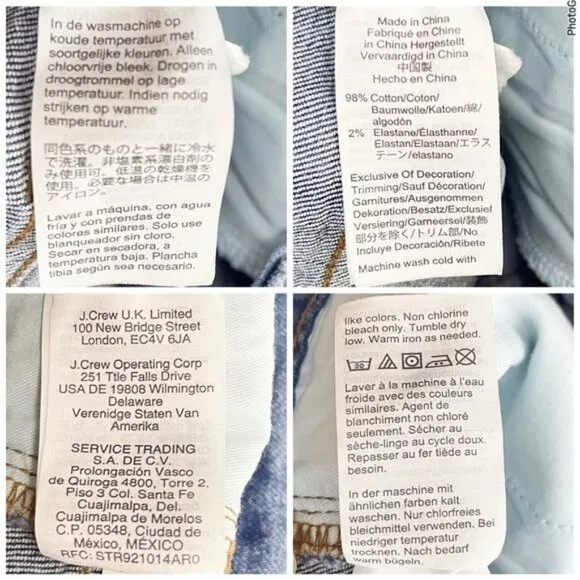 In de wasmachine op
koude temperatuur met
soortgelijke kleuren. Alleen
chloorvrije bleek. Drogen in
droogtrommel op lage
temperatuur. Indien nodig
strijken op warme
temperatuur.
同色系のものと一緒に冷水
で洗濯。非塩素系漂白剤の
み使用可。低温の乾燥機を
使用。必要な場合は中温の
アイロン。
Lavar a máquina, con agua
fría y con prendas de
colores similares. Solo use
blanqueador sin cloro.
Secar en secadora, a
temperatura baja. Plancha
tibia según sea necesario.
Made in China
Fabriqué en Chine
in China Hergestellt
Vervaardigd in China
中国製
Hecho en China
98% Cotton/Coton/
Baumwolle/Katoen/綿/
algodón
2% Elastane/Élasthanne/
Elastan/Elastaan/エラス
テーン/elastano
Exclusive Of Decoration/
Trimming/Sauf Décoration/
Garnitures/Ausgenommen
Dekoration/Besatz/Exclusief
Versiering/Garneersel/装飾
部分を除く/トリム部/No
Incluye Decoración/Ribete
Machine wash cold with
PhotoG
J.Crew U.K. Limited
100 New Bridge Street
London, EC4V 6JA
J.Crew Operating Corp
251 Ttle Falls Drive
USA DE 19808 Wilmington
Delaware
Verenidge Staten Van
Amerika
SERVICE TRADING
S.A. DE C.V.
Prolongación Vasco
de Quiroga 4800, Torre 2,
Piso 3 Col. Santa Fe
Cuajimalpa, Del.
Cuajimalpa de Morelos
C.P. 05348, Ciudad de
México, MÉXICO
RFC: STR921014AR0
like colors. Non chlorine
bleach only. Tumble dry
low. Warm iron as needed.
30
Laver à la machine à l'eau
froide avec des couleurs
similaires. Agent de
blanchiment non chloré
seulement. Sécher au
sèche-linge au cycle doux.
Repasser au fer tiède au
besoin.
In der maschine mit
ähnlichen farben kalt
waschen. Nur chlorfreies
bleichmittel verwenden. Bei
niedriger temperatur
trocknen. Nach bedarf
warm bügeln.